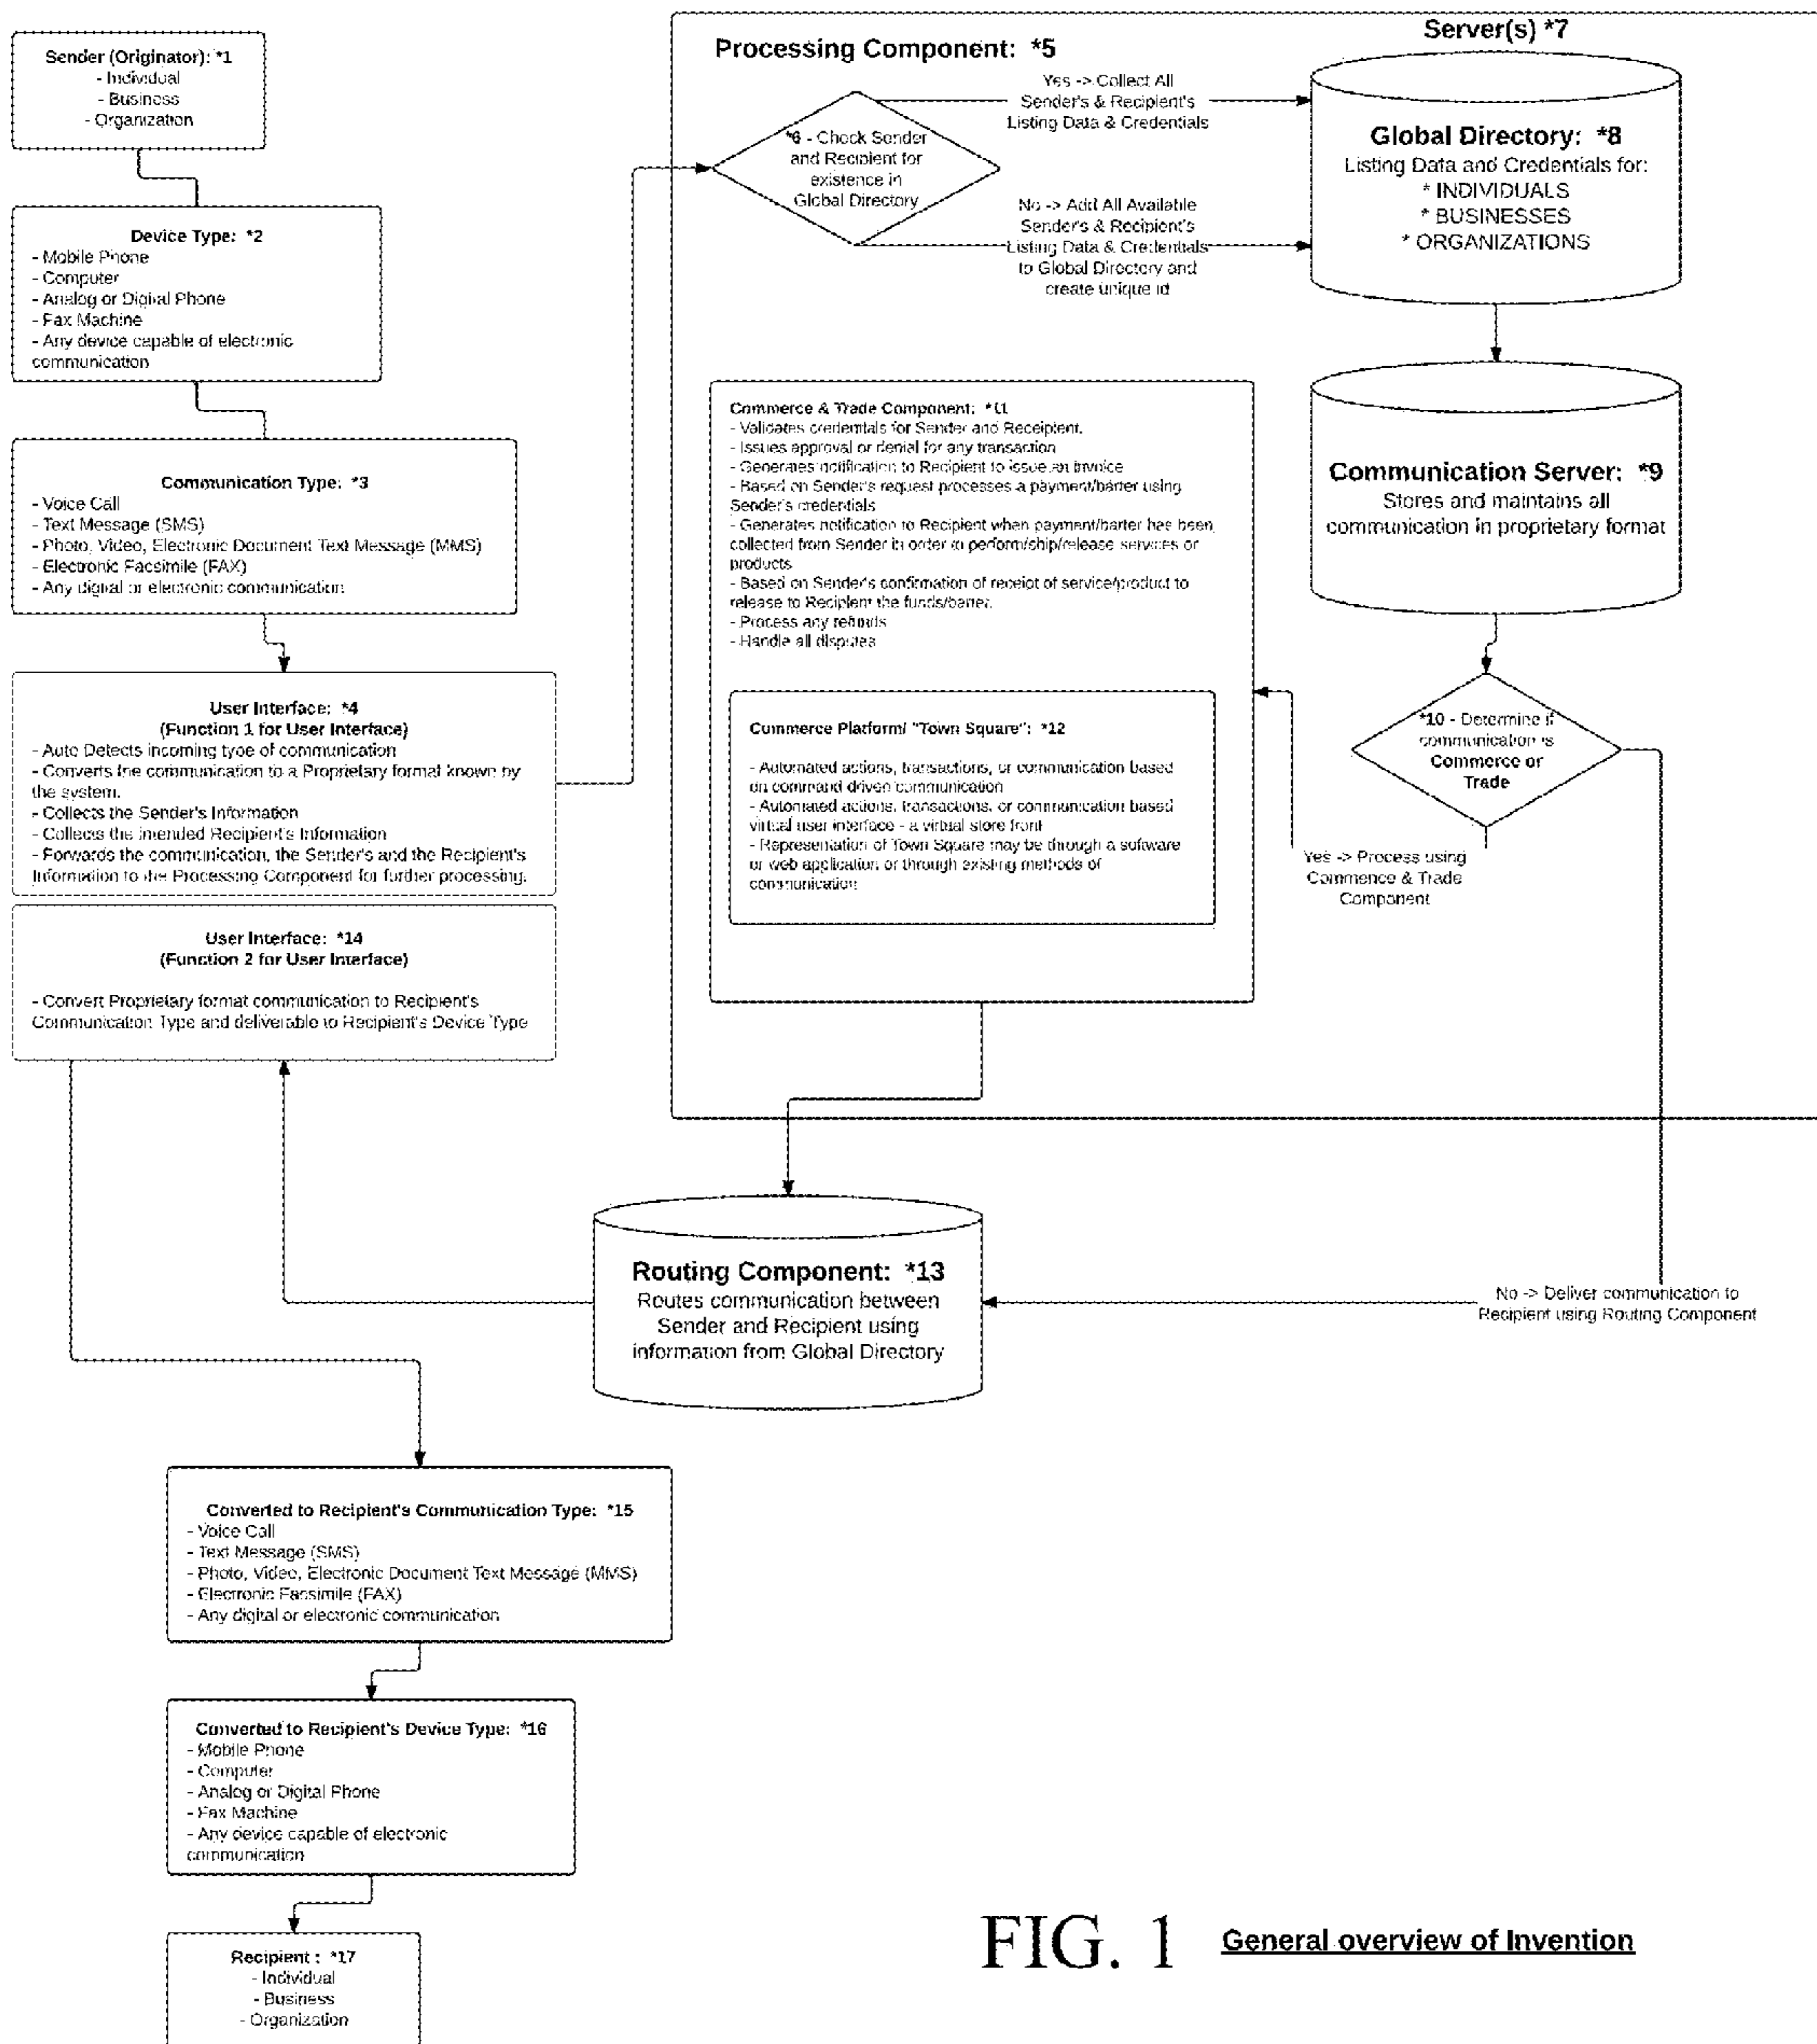 Sender (Originator): *1
- Individual
- Business
- Organization
Device Type: *2
- Mobile Phone
- Computer
- Analog or Digital Phone
- Fax Machine
- Any device capable of electronic
communication
Communication Type: *3
- Voice Call
- Text Message (SMS)
- Photo, Video, Electronic Document Text Message (MMS)
- Electronic Facsimile (FAX)
- Any digital or electronic communication
User Interface: *4
(Function 1 for User Interface)
- Auto Detects incoming type of communication
- Converts the communication to a Proprietary format known by
the system.
- Collects the Sender's Information
- Collects the intended Recipient's Information
- Forwards the communication, the Sender's and the Recipient's
Information to the Processing Component for further processing.
User Interface: *14
(Function 2 for User Interface)
- Convert Proprietary format communication to Recipient's
Communication Type and deliverable to Recipient's Device Type
Processing Component: *5
Server(s) *7
*6 - Check Sender
and Recipient for
existence in
Global Directory
Yes -> Collect All
Sender's & Recipient's
Listing Data & Credentials
No -> Add All Available
Sender's & Recipient's
Listing Data & Credentials
to Global Directory and
create unique id
Global Directory: *8
Listing Data and Credentials for:
* INDIVIDUALS
* BUSINESSES
* ORGANIZATIONS
Communication Server: *9
Stores and maintains all
communication in proprietary format
*10 - Determine if
communication is
Commerce or
Trade
Yes -> Process using
Commence & Trade
Component
Commerce & Trade Component: *11
- Validates credentials for Sender and Receipient.
- Issues approval or denial for any transaction
- Generates notification to Recipient to issue an invoice
- Based on Sender's request processes a payment/barter using
Sender's credentials
- Generates notification to Recipient when payment/barter has been
collected from Sender in order to perform/ship/release services or
products
- Based on Sender's confirmation of receipt of service/product to
release to Recipient the funds/barter.
- Process any refunds
- Handle all disputes
Commerce Platform/ "Town Square": *12
- Automated actions, transactions, or communication based
on command driven communication
- Automated actions, transactions, or communication based
virtual user interface - a virtual store front
- Representation of Town Square may be through a software
or web application or through existing methods of
communication
Routing Component: *13
Routes communication between
Sender and Recipient using
information from Global Directory
No -> Deliver communication to
Recipient using Routing Component
Converted to Recipient's Communication Type: *15
- Voice Call
- Text Message (SMS)
- Photo, Video, Electronic Document Text Message (MMS)
- Electronic Facsimile (FAX)
- Any digital or electronic communication
Converted to Recipient's Device Type: *16
- Mobile Phone
- Computer
- Analog or Digital Phone
- Fax Machine
- Any device capable of electronic
communication
Recipient : *17
- Individual
- Business
- Organization
FIG. 1 General overview of Invention